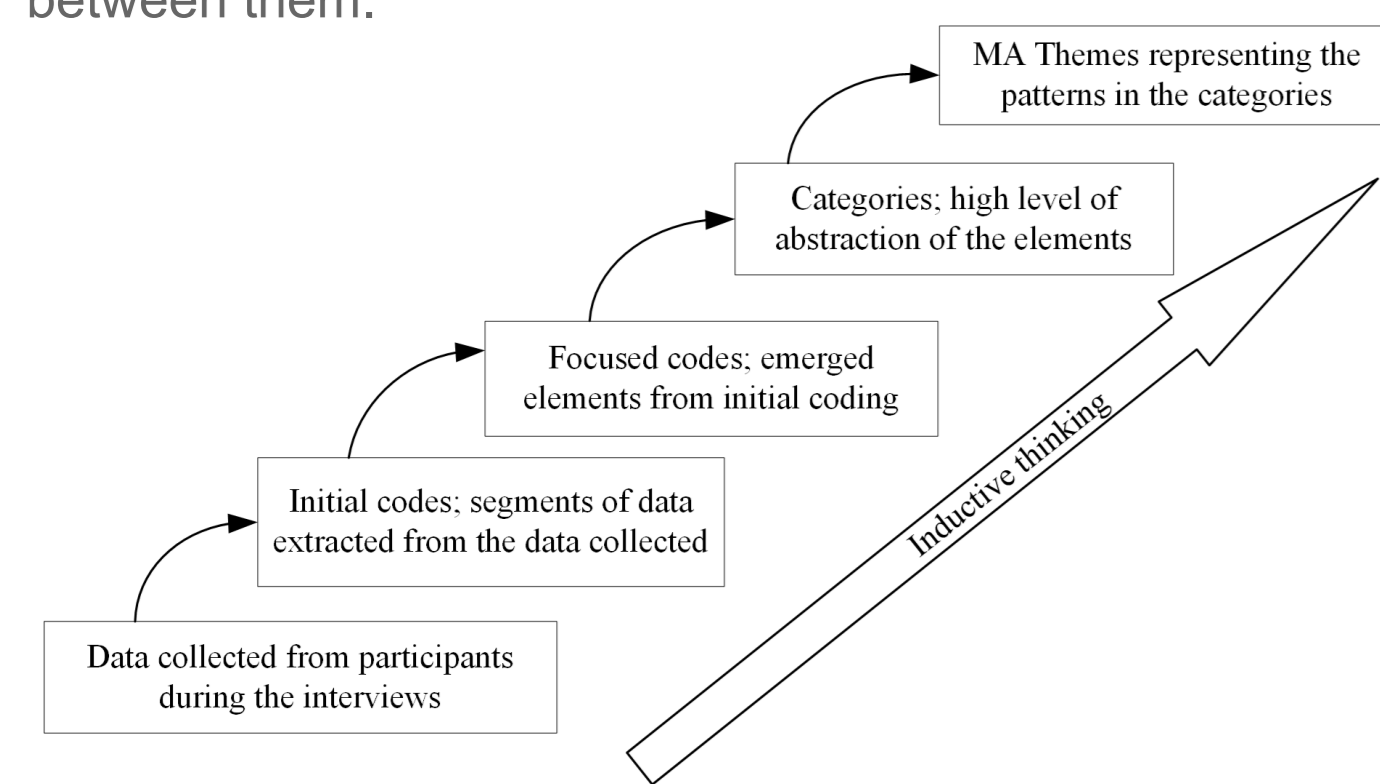 between them.
MA Themes representing the
patterns in the categories
Categories; high level of
abstraction of the elements
Focused codes; emerged
elements from initial coding
Initial codes; segments of data
extracted from the data collected
Data collected from participants
during the interviews
Inductive thinking